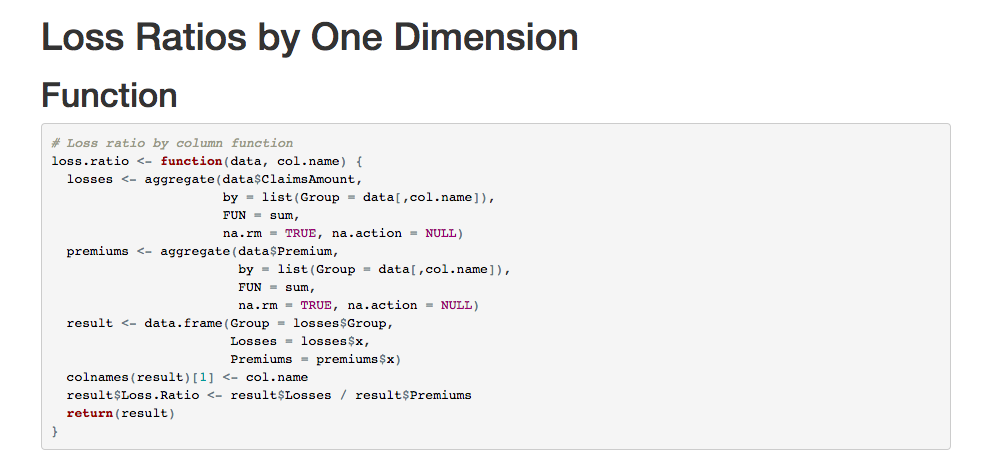 Loss Ratios by One Dimension
Function
# Loss ratio by column function
loss.ratio <- function(data, col.name) {
  losses <- aggregate(data$ClaimsAmount,
                      by = list(Group = data[,col.name]),
                      FUN = sum,
                      na.rm = TRUE, na.action = NULL)
  premiums <- aggregate(data$Premium,
                        by = list(Group = data[,col.name]),
                        FUN = sum,
                        na.rm = TRUE, na.action = NULL)
  result <- data.frame(Group = losses$Group,
                       Losses = losses$x,
                       Premiums = premiums$x)
  colnames(result)[1] <- col.name
  result$Loss.Ratio <- result$Losses / result$Premiums
  return(result)
}